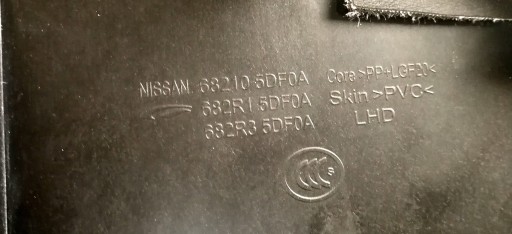 NISSAN 68210 5DF0A Core>PP+LGF20<
682R1 5DF0A Skin>PVC<
682R3 5DF0A LHD
CCC S